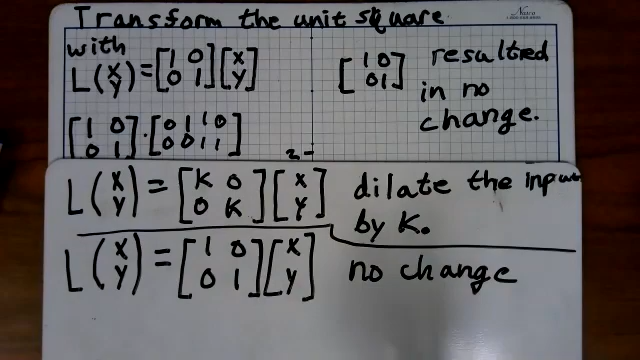 Transform the unit square
with
L(x y) = [1 0 0 1][x y]
[1 0 0 1] resulted
in no
change.
[1 0 0 1] · [0 1 1 0 0 0 1 1]
2
L(x y) = [K 0 0 K][x y] dilate the input
by K.
L(x y) = [1 0 0 1][x y] no change